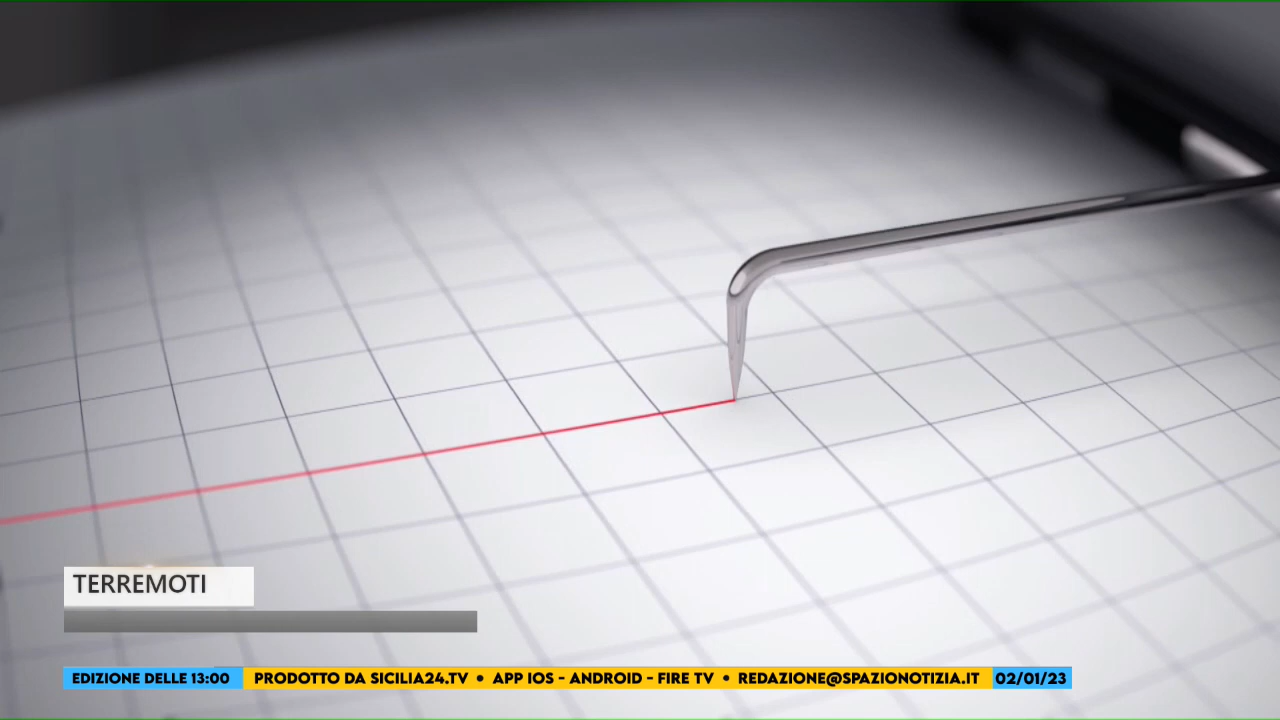 TERREMOTI
EDIZIONE DELLE 13:00 PRODOTTO DA SICILIA24.TV • APP IOS - ANDROID - FIRE TV • REDAZIONE@SPAZIONOTIZIA.IT 02/01/23